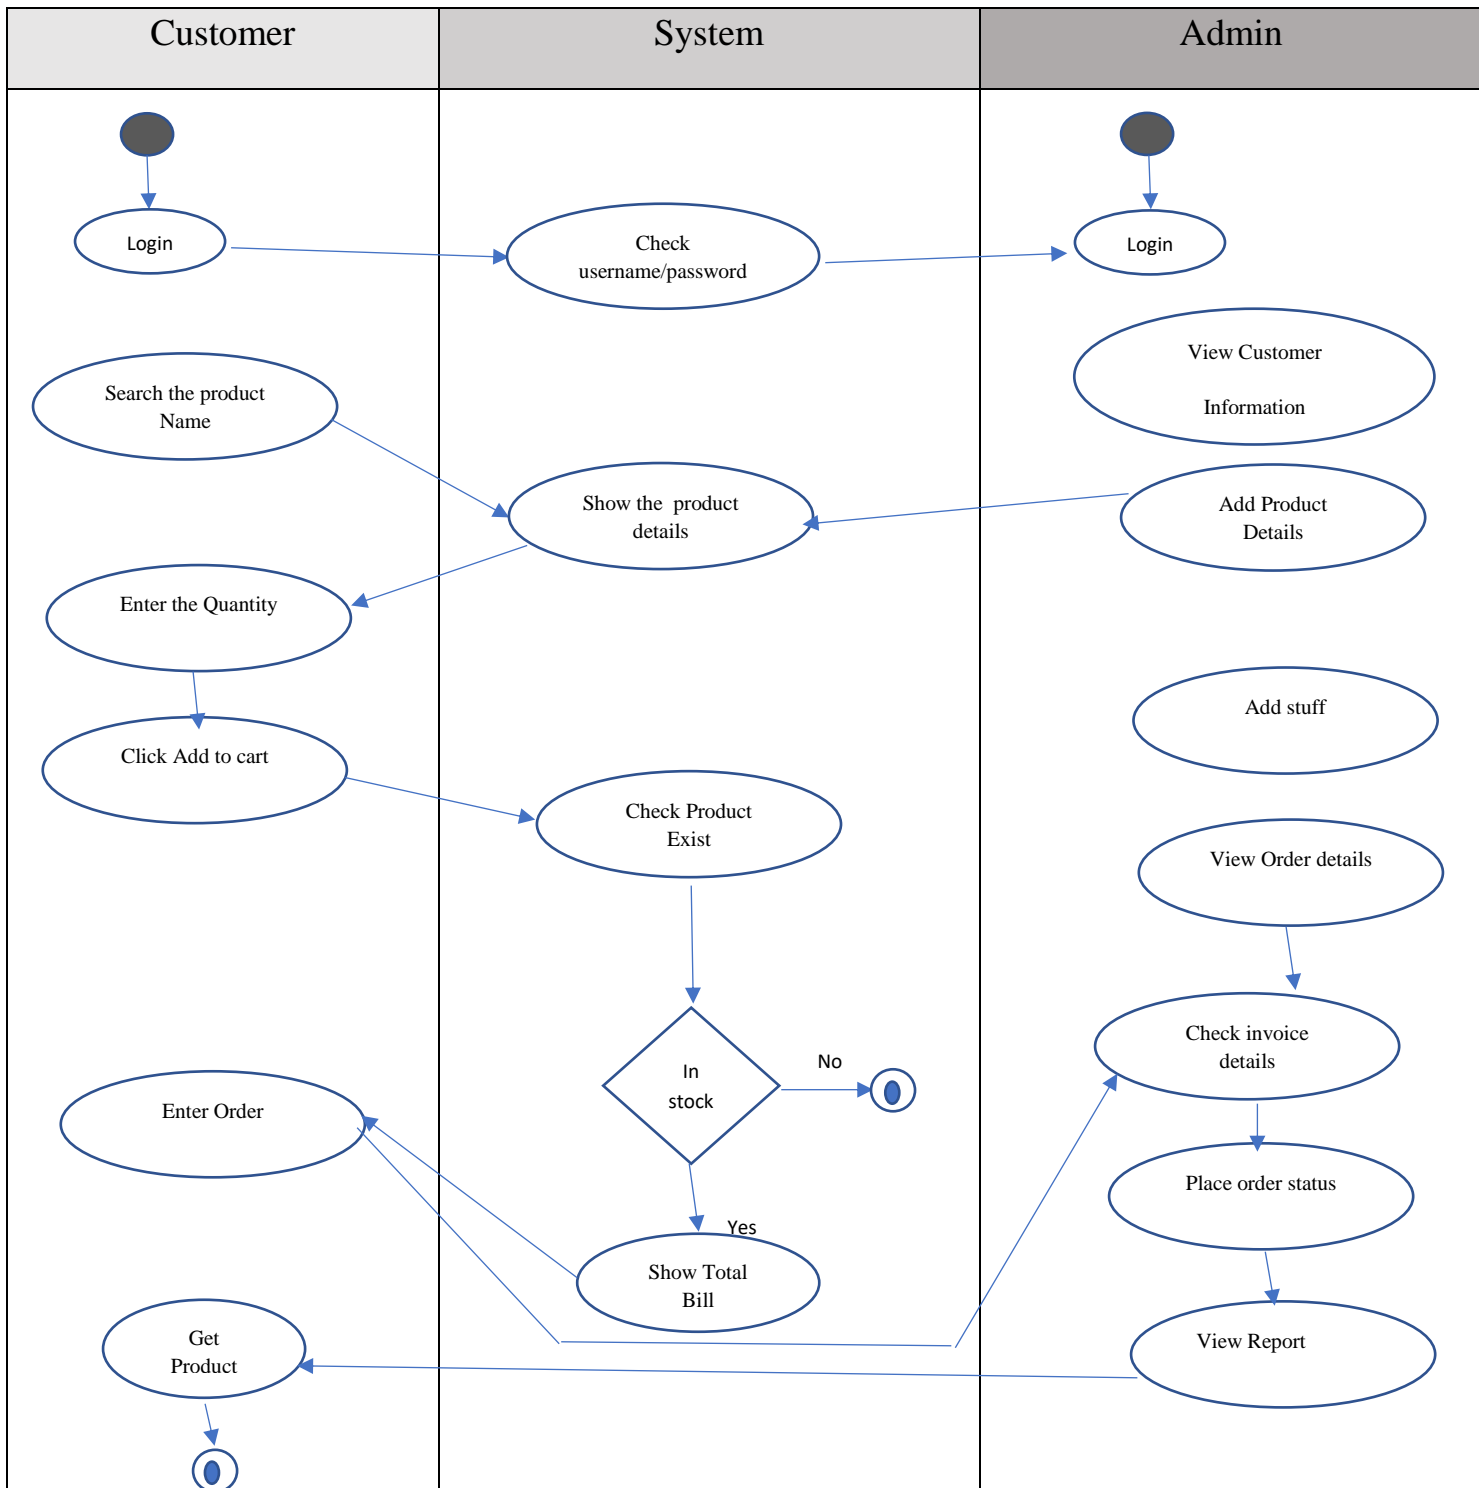 Customer
System
Admin
Login
Check
username/password
Login
Search the product
Name
View Customer
Information
Show the  product
details
Add Product
Details
Enter the Quantity
Add stuff
Click Add to cart
Check Product
Exist
View Order details
In
stock
No
Check invoice
details
Enter Order
Place order status
Yes
Show Total
Bill
Get
Product
View Report